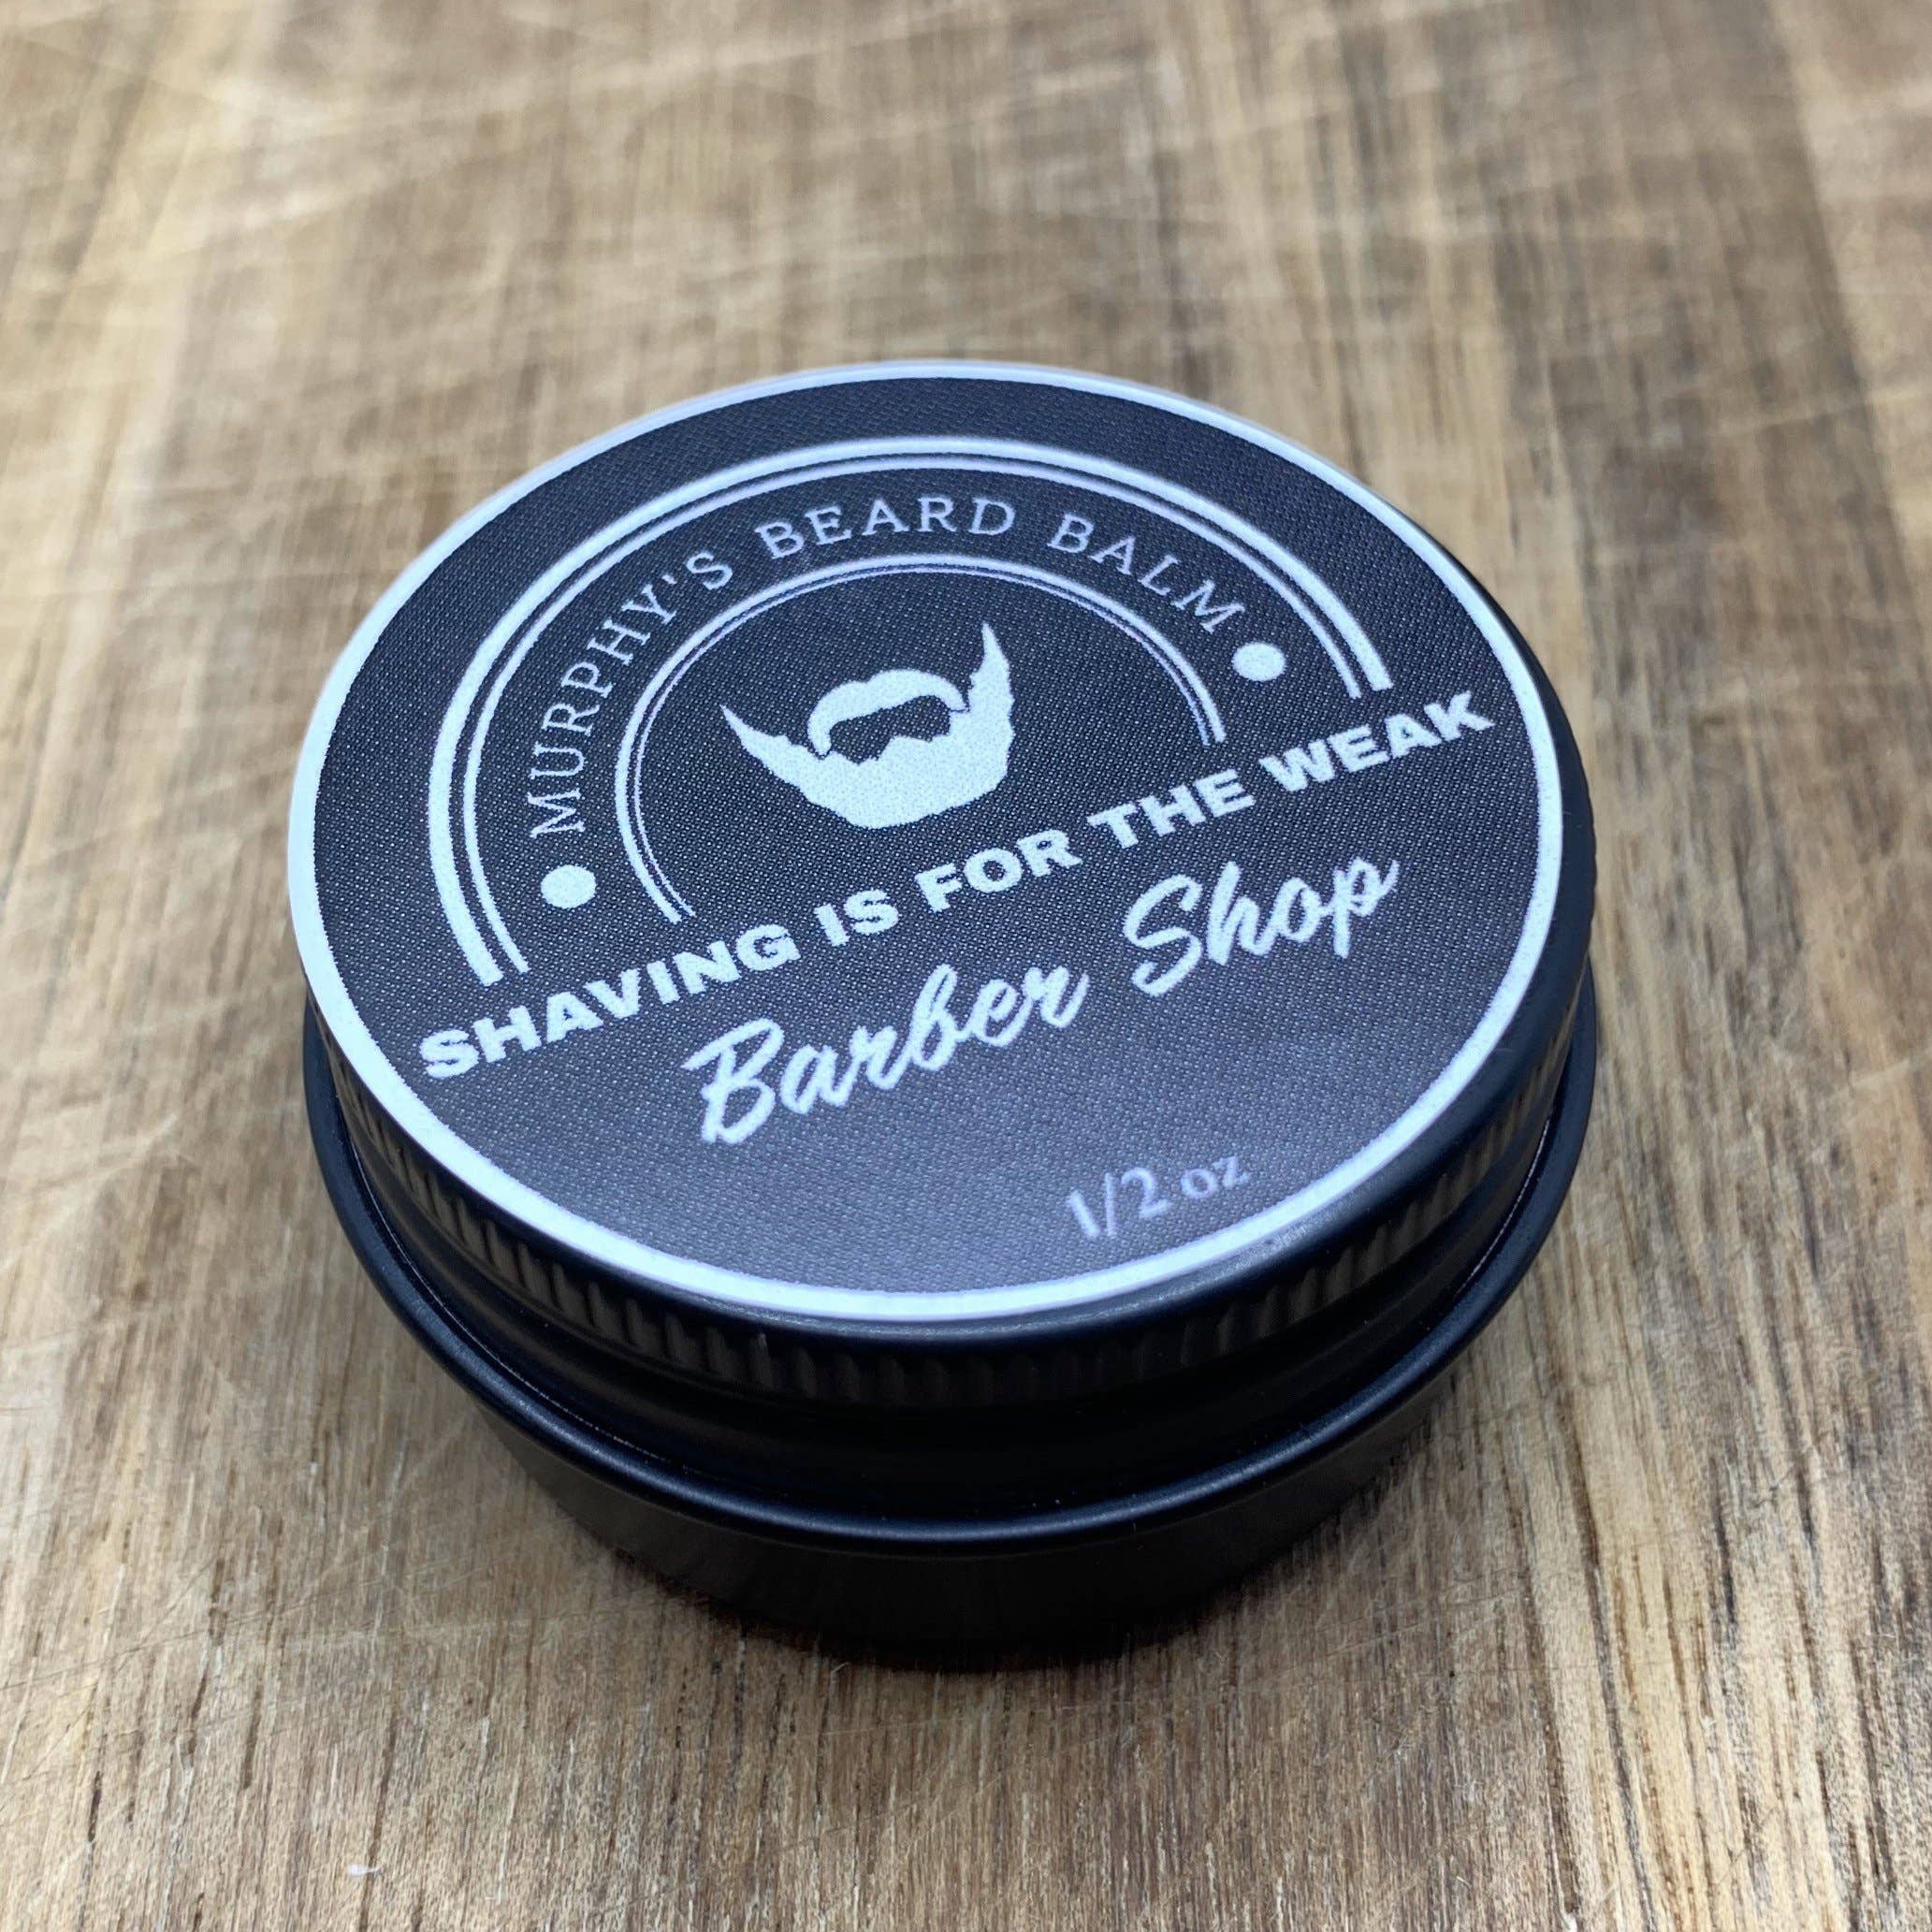 MURPHY'S BEARD BALM
SHAVING IS FOR THE WEAK
Barber Shop
1/2 oz